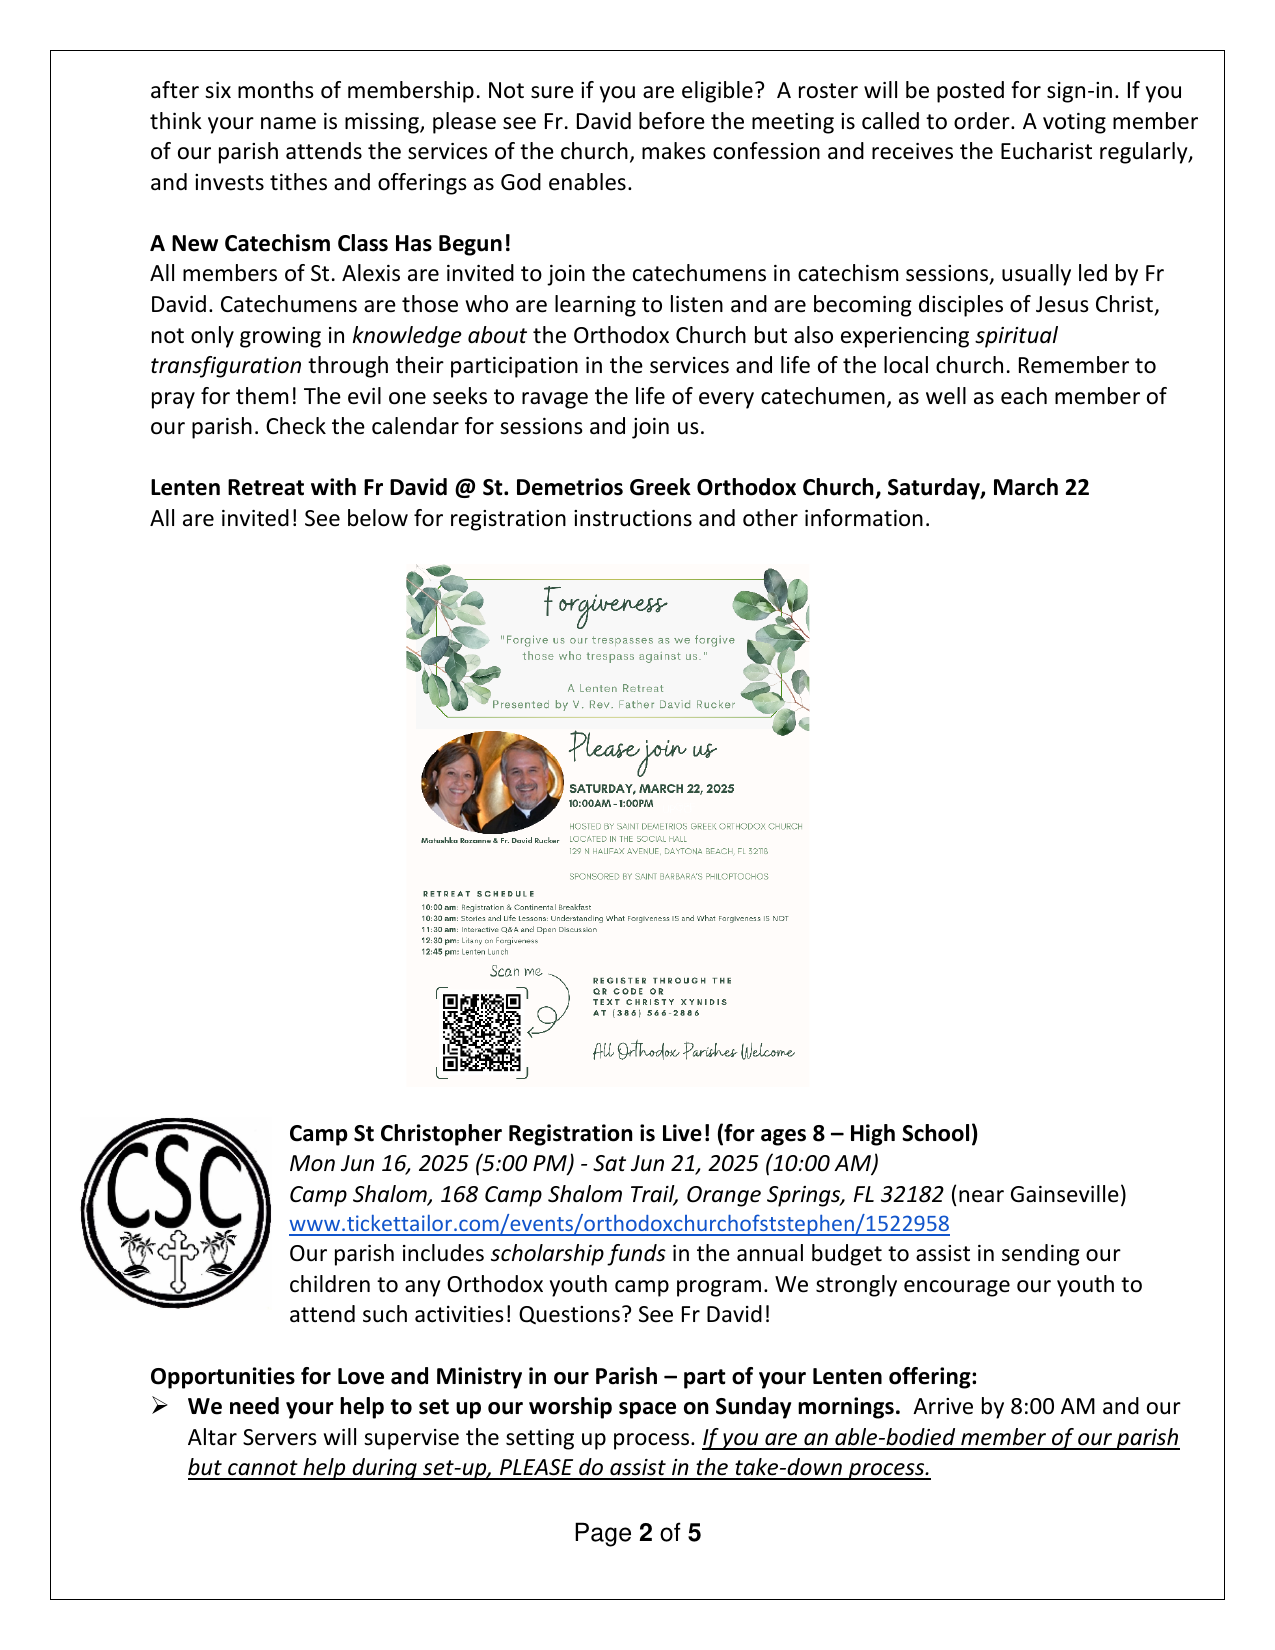 after six months of membership. Not sure if you are eligible?  A roster will be posted for sign-in. If you
think your name is missing, please see Fr. David before the meeting is called to order. A voting member
of our parish attends the services of the church, makes confession and receives the Eucharist regularly,
and invests tithes and offerings as God enables.
A New Catechism Class Has Begun!
All members of St. Alexis are invited to join the catechumens in catechism sessions, usually led by Fr
David. Catechumens are those who are learning to listen and are becoming disciples of Jesus Christ,
not only growing in knowledge about the Orthodox Church but also experiencing spiritual
transfiguration through their participation in the services and life of the local church. Remember to
pray for them! The evil one seeks to ravage the life of every catechumen, as well as each member of
our parish. Check the calendar for sessions and join us.
Lenten Retreat with Fr David @ St. Demetrios Greek Orthodox Church, Saturday, March 22
All are invited! See below for registration instructions and other information.
Forgiveness
"Forgive us our trespasses as we forgive
those who trespass against us."
A Lenten Retreat
Presented by V. Rev. Father David Rucker
Please join us
SATURDAY, MARCH 22, 2025
10:00AM - 1:00PM
HOSTED BY SAINT DEMETRIOS GREEK ORTHODOX CHURCH
LOCATED IN THE SOCIAL HALL
129 N HALIFAX AVENUE, DAYTONA BEACH, FL 32118
Matushka Rozanne & Fr. David Rucker
SPONSORED BY SAINT BARBARA'S PHILOPTOCHOS
RETREAT SCHEDULE
10:00 am: Registration & Continental Breakfast
10:30 am: Stories and Life Lessons: Understanding What Forgiveness IS and What Forgiveness IS NOT
11:30 am: Interactive Q&A and Open Discussion
12:30 pm: Litany on Forgiveness
12:45 pm: Lenten Lunch
Scan me
REGISTER THROUGH THE
QR CODE OR
TEXT CHRISTY XYNIDIS
AT (386) 566-2886
All Orthodox Parishes Welcome
CSC
Camp St Christopher Registration is Live! (for ages 8 – High School)
Mon Jun 16, 2025 (5:00 PM) - Sat Jun 21, 2025 (10:00 AM)
Camp Shalom, 168 Camp Shalom Trail, Orange Springs, FL 32182 (near Gainseville)
www.tickettailor.com/events/orthodoxchurchofststephen/1522958
Our parish includes scholarship funds in the annual budget to assist in sending our
children to any Orthodox youth camp program. We strongly encourage our youth to
attend such activities! Questions? See Fr David!
Opportunities for Love and Ministry in our Parish – part of your Lenten offering:
➢ We need your help to set up our worship space on Sunday mornings.  Arrive by 8:00 AM and our
Altar Servers will supervise the setting up process. If you are an able-bodied member of our parish
but cannot help during set-up, PLEASE do assist in the take-down process.
Page 2 of 5